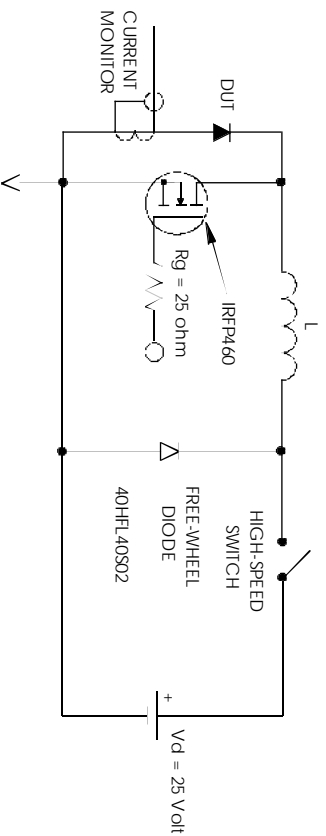 L
HIGH-SPEED
SWITCH
DUT
IRFP460
FREE-WHEEL
DIODE
Rg = 25 ohm
+
Vd = 25 Volt
40HFL40S02
CURRENT
MONITOR